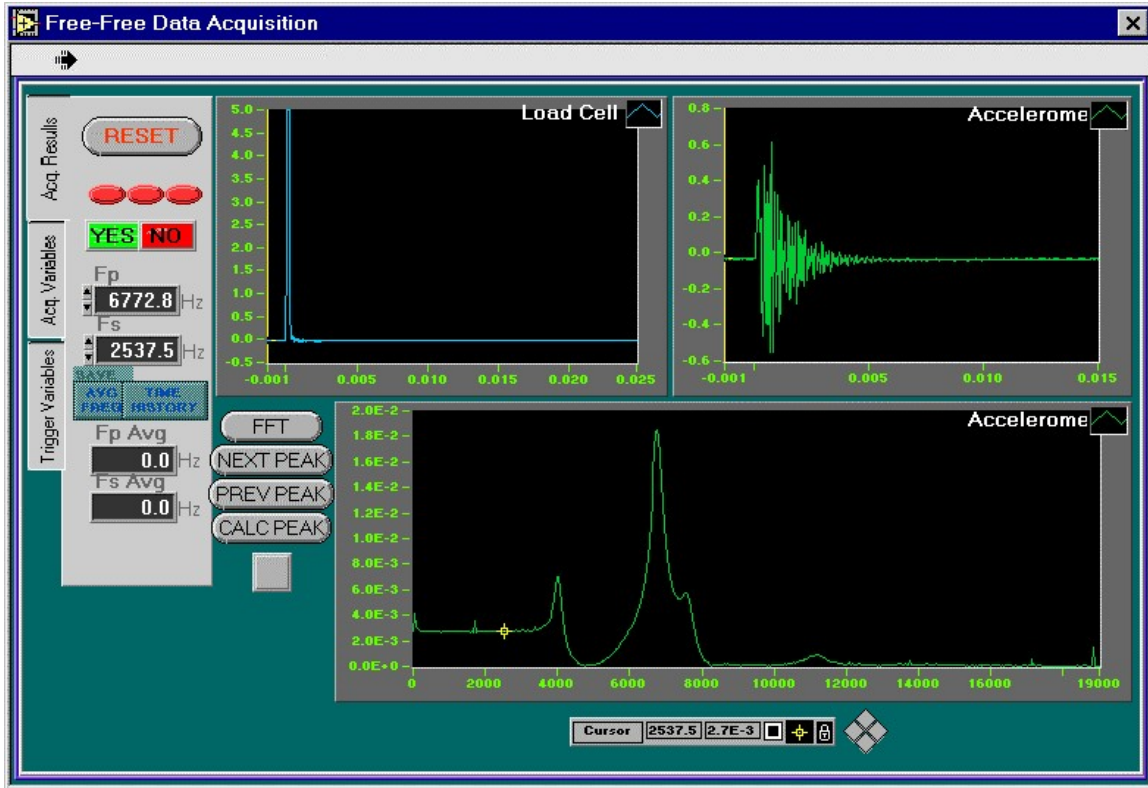 Free-Free Data Acquisition
Acq. Results
Acq. Variables
Trigger Variables
RESET
YES NO
Fp
6772.8 Hz
Fs
2537.5 Hz
SAVE
AVG FREQ
TIME HISTORY
Fp Avg
0.0 Hz
Fs Avg
0.0 Hz
Load Cell
5.0
4.5
4.0
3.5
3.0
2.5
2.0
1.5
1.0
0.5
0.0
-0.5
-0.001 0.005 0.010 0.015 0.020 0.025
Accelerome
0.8
0.6
0.4
0.2
0.0
-0.2
-0.4
-0.6
-0.001 0.005 0.010 0.015
FFT
NEXT PEAK
PREV PEAK
CALC PEAK
Accelerome
2.0E-2
1.8E-2
1.6E-2
1.4E-2
1.2E-2
1.0E-2
8.0E-3
6.0E-3
4.0E-3
2.0E-3
0.0E+0
0 2000 4000 6000 8000 10000 12000 14000 16000 19000
Cursor 2537.5 2.7E-3